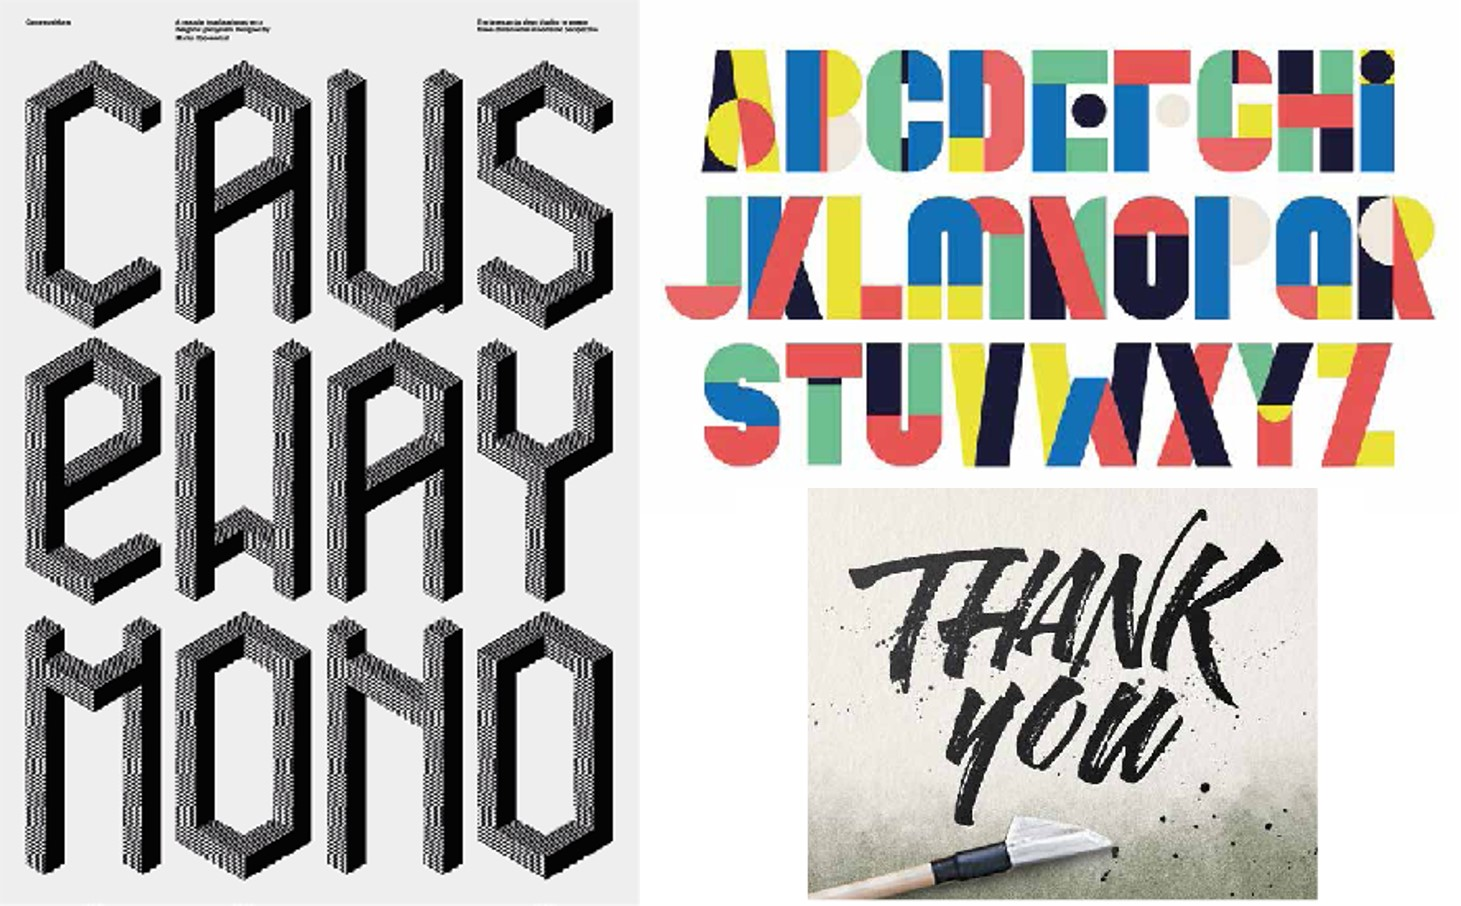 CAUS
eWAY
MONO
ABCDEFGHi
JKLMNOPQR
STUVWXYZ
THANK
you